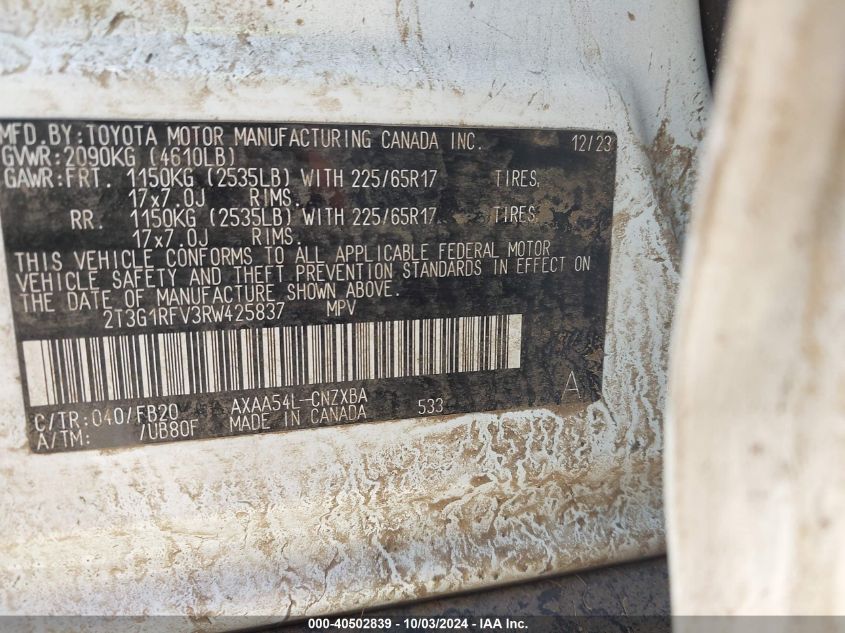 MFD.BY:TOYOTA MOTOR MANUFACTURING CANADA INC. 12/23
GVWR:2090KG (4610LB)
GAWR:FRT. 1150KG (2535LB) WITH 225/65R17 TIRES,
17x7.0J RIMS.
RR. 1150KG (2535LB) WITH 225/65R17 TIRES,
17x7.0J RIMS.
THIS VEHICLE CONFORMS TO ALL APPLICABLE FEDERAL MOTOR
VEHICLE SAFETY AND THEFT PREVENTION STANDARDS IN EFFECT ON
THE DATE OF MANUFACTURE SHOWN ABOVE.
2T3G1RFV3RW425837 MPV
C/TR:040/FB20 AXAA54L-CNZXBA A
A/TM: /UB80F MADE IN CANADA 533
000-40502839 - 10/03/2024 - IAA Inc.